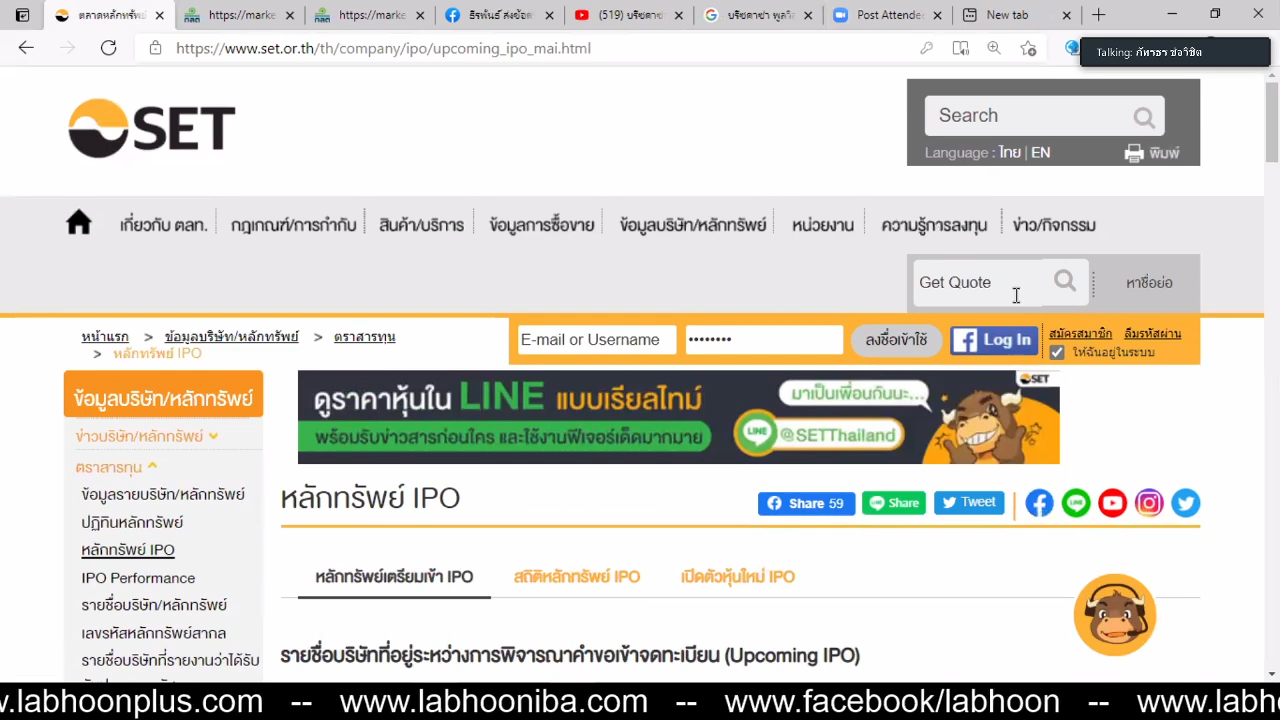 ตลาดหลักทรัพย์
https://marke
https://marke
ธีรพันธ์ ส่งข้อค
(519) บริซดาซ่า
บริซดาซ่า พูลวิล
Post Attende
New tab
https://www.set.or.th/th/company/ipo/upcoming_ipo_mai.html
Talking: ภัทรธร ช่อวิชิต
SET
Search
Language : ไทย | EN
พิมพ์
เกี่ยวกับ ตลท.
กฎเกณฑ์/การกำกับ
สินค้า/บริการ
ข้อมูลการซื้อขาย
ข้อมูลบริษัท/หลักทรัพย์
หน่วยงาน
ความรู้การลงทุน
ข่าว/กิจกรรม
Get Quote
หาชื่อย่อ
หน้าแรก > ข้อมูลบริษัท/หลักทรัพย์ > ตราสารทุน
> หลักทรัพย์ IPO
E-mail or Username
ลงชื่อเข้าใช้
Log In
สมัครสมาชิก
ลืมรหัสผ่าน
ให้ฉันอยู่ในระบบ
ข้อมูลบริษัท/หลักทรัพย์
ข่าวบริษัท/หลักทรัพย์
ตราสารทุน
ข้อมูลรายบริษัท/หลักทรัพย์
ปฏิทินหลักทรัพย์
หลักทรัพย์ IPO
IPO Performance
รายชื่อบริษัท/หลักทรัพย์
เลขรหัสหลักทรัพย์สากล
รายชื่อบริษัทที่รายงานว่าได้รับ
ดูราคาหุ้นใน LINE แบบเรียลไทม์
พร้อมรับข่าวสารก่อนใคร และใช้งานฟีเจอร์เด็ดมากมาย
มาเป็นเพื่อนกันนะ...
LINE
@SETThailand
SET
หลักทรัพย์ IPO
Share 59
Share
Tweet
หลักทรัพย์เตรียมเข้า IPO
สถิติหลักทรัพย์ IPO
เปิดตัวหุ้นใหม่ IPO
รายชื่อบริษัทที่อยู่ระหว่างการพิจารณาคำขอเข้าจดทะเบียน (Upcoming IPO)
w.labhoonplus.com -- www.labhooniba.com -- www.facebook/labhoon -- www.labh